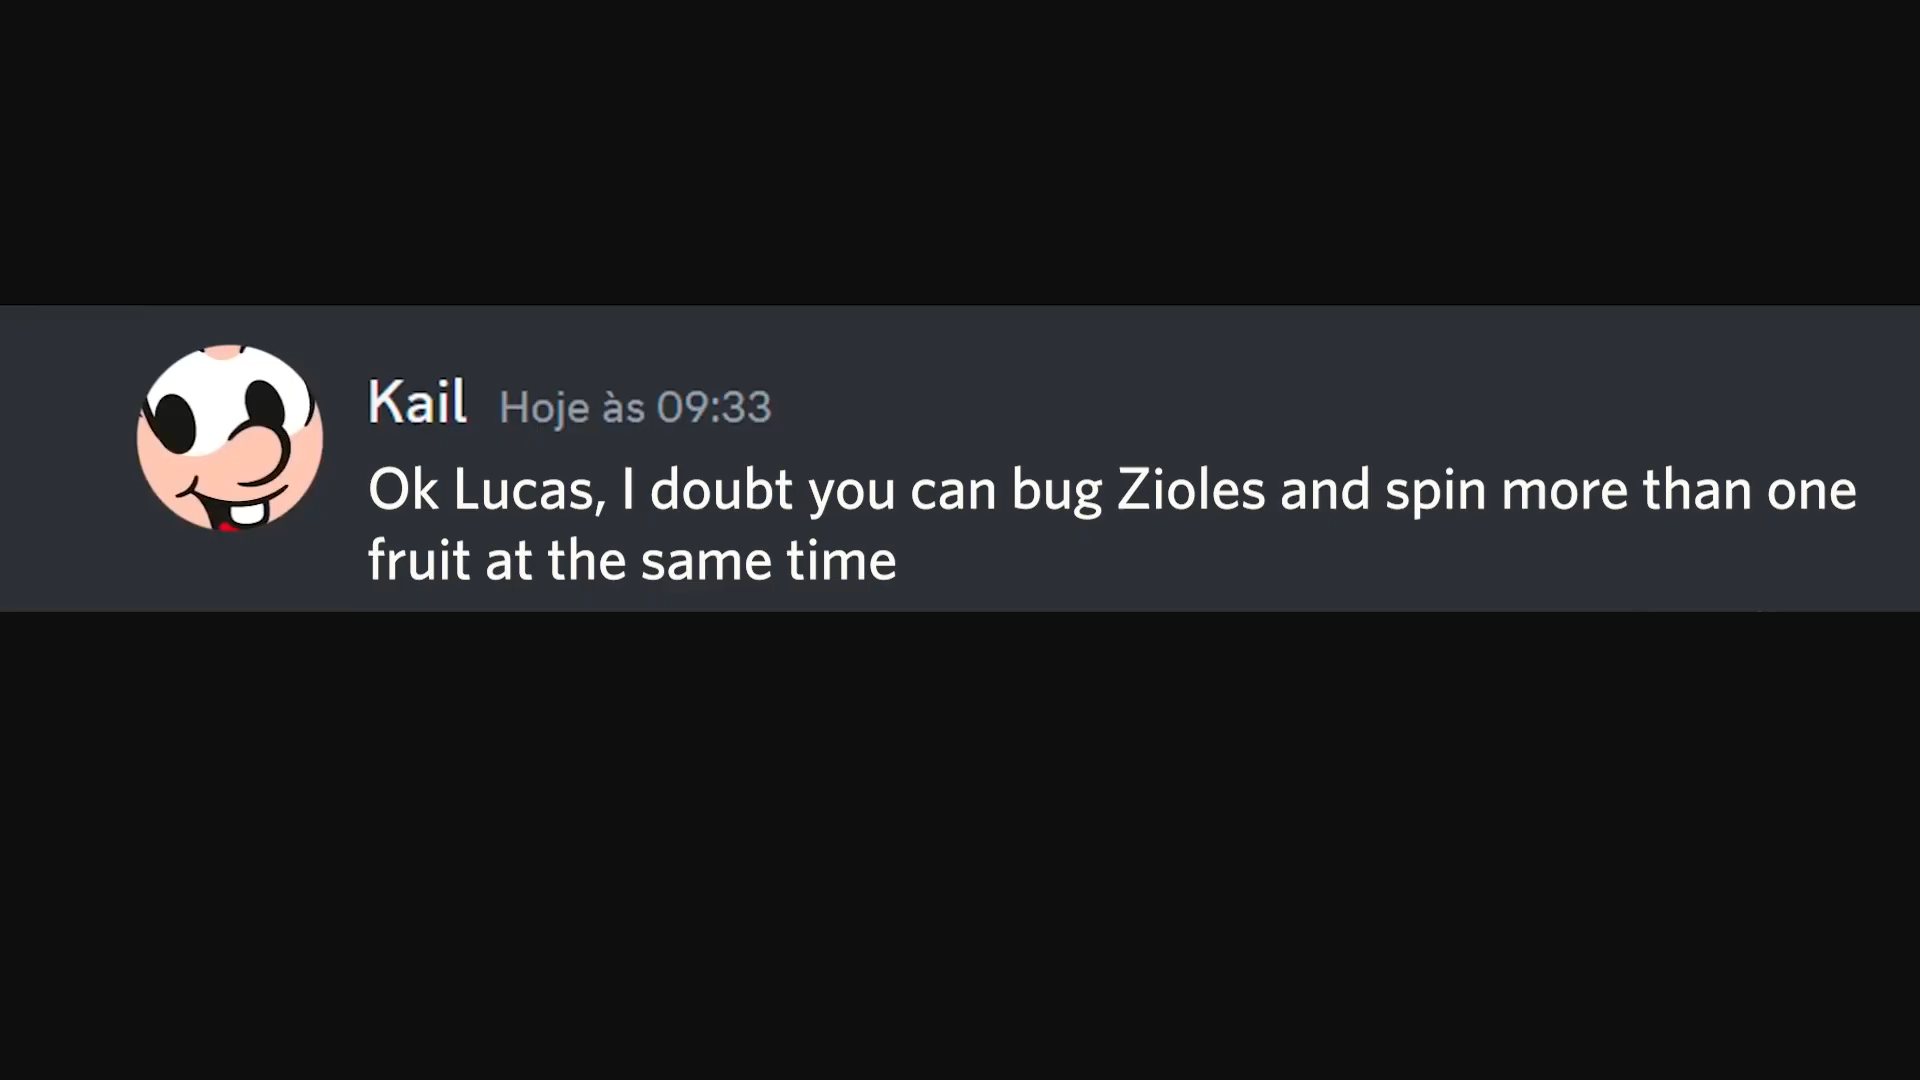 Kail Hoje às 09:33
Ok Lucas, I doubt you can bug Zioles and spin more than one
fruit at the same time